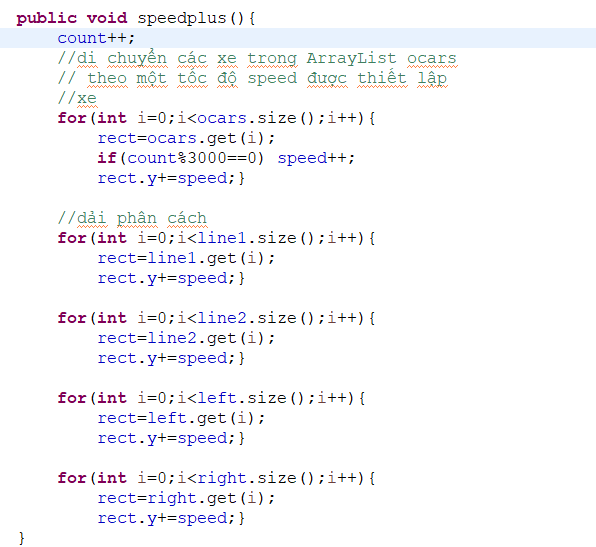 public void speedplus(){
count++;
//di chuyển các xe trong ArrayList ocars
// theo một tốc độ speed được thiết lập
//xe
for(int i=0;i<ocars.size();i++){
rect=ocars.get(i);
if(count%3000==0) speed++;
rect.y+=speed;}
//dải phân cách
for(int i=0;i<line1.size();i++){
rect=line1.get(i);
rect.y+=speed;}
for(int i=0;i<line2.size();i++){
rect=line2.get(i);
rect.y+=speed;}
for(int i=0;i<left.size();i++){
rect=left.get(i);
rect.y+=speed;}
for(int i=0;i<right.size();i++){
rect=right.get(i);
rect.y+=speed;}
}